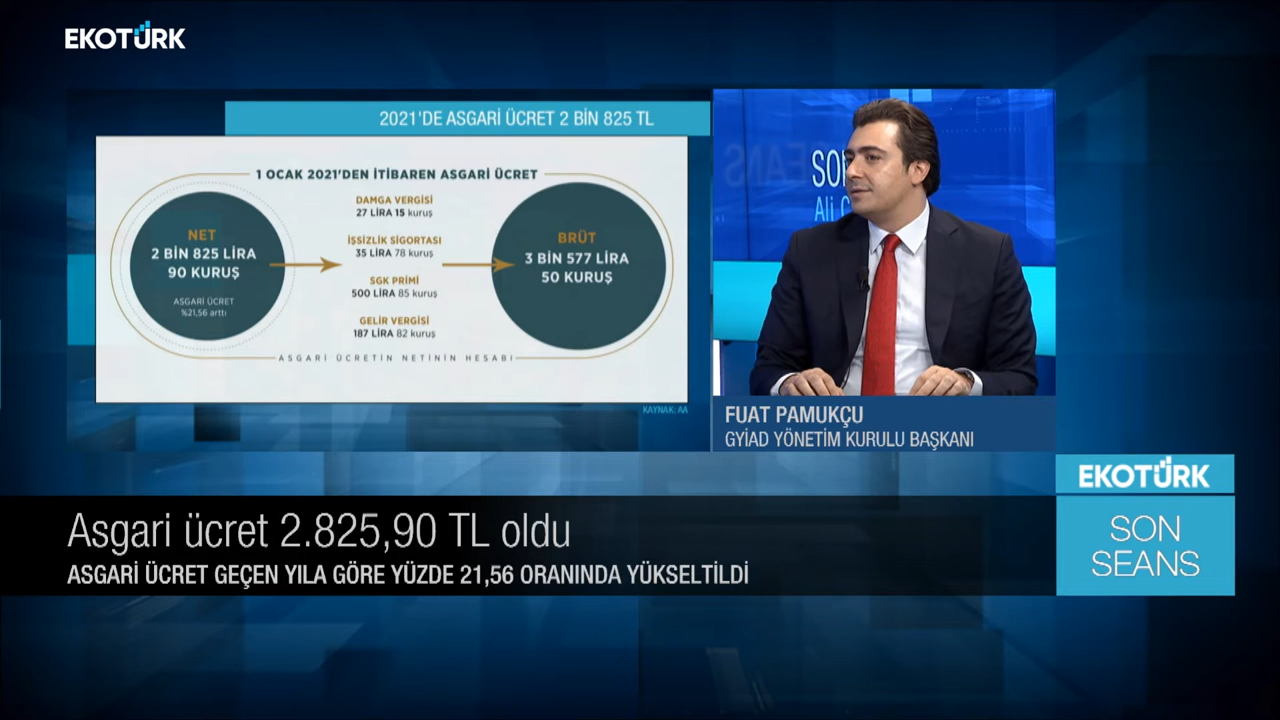 EKOTÜRK
2021'DE ASGARİ ÜCRET 2 BİN 825 TL
1 OCAK 2021'DEN İTİBAREN ASGARİ ÜCRET
NET
2 BİN 825 LİRA
90 KURUŞ
ASGARİ ÜCRET
%21,56 arttı
DAMGA VERGİSİ
27 LİRA 15 kuruş
İŞSİZLİK SİGORTASI
35 LİRA 78 kuruş
SGK PRİMİ
500 LİRA 85 kuruş
GELİR VERGİSİ
187 LİRA 82 kuruş
BRÜT
3 BİN 577 LİRA
50 KURUŞ
ASGARİ ÜCRETİN NETİNİN HESABI
KAYNAK: AA
SON
Ali
FUAT PAMUKÇU
GYİAD YÖNETİM KURULU BAŞKANI
EKOTÜRK
SON
SEANS
Asgari ücret 2.825,90 TL oldu
ASGARİ ÜCRET GEÇEN YILA GÖRE YÜZDE 21,56 ORANINDA YÜKSELTİLDİ